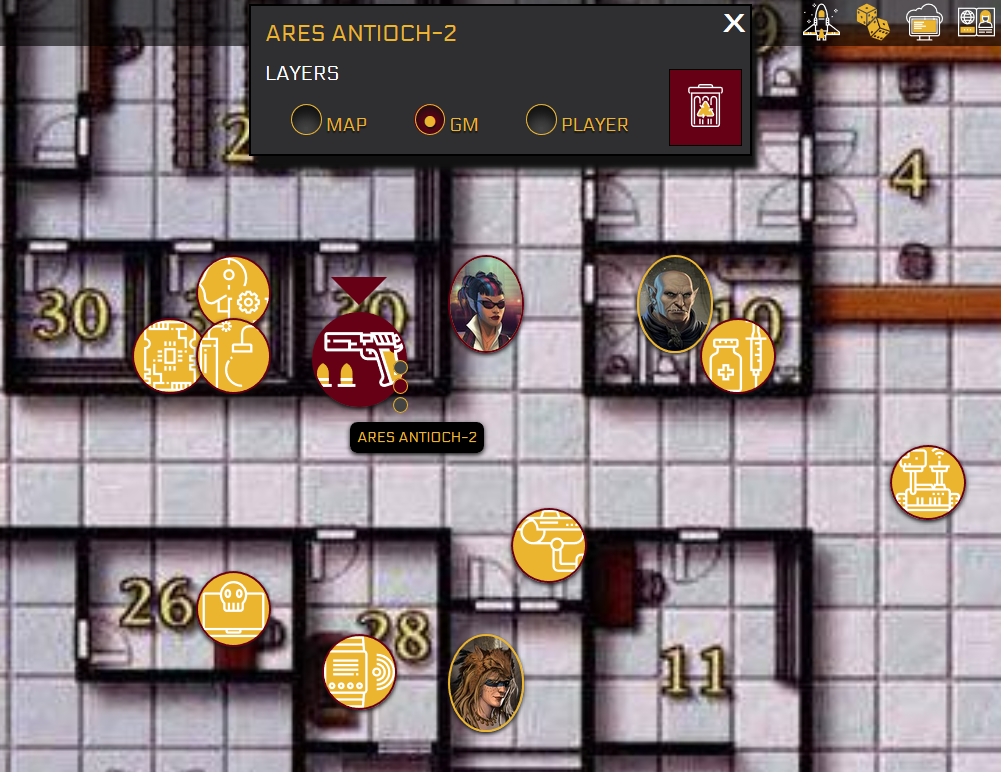 ARES ANTIOCH-2
X
LAYERS
MAP GM PLAYER
4
30
10
ARES ANTIOCH-2
26
28
11